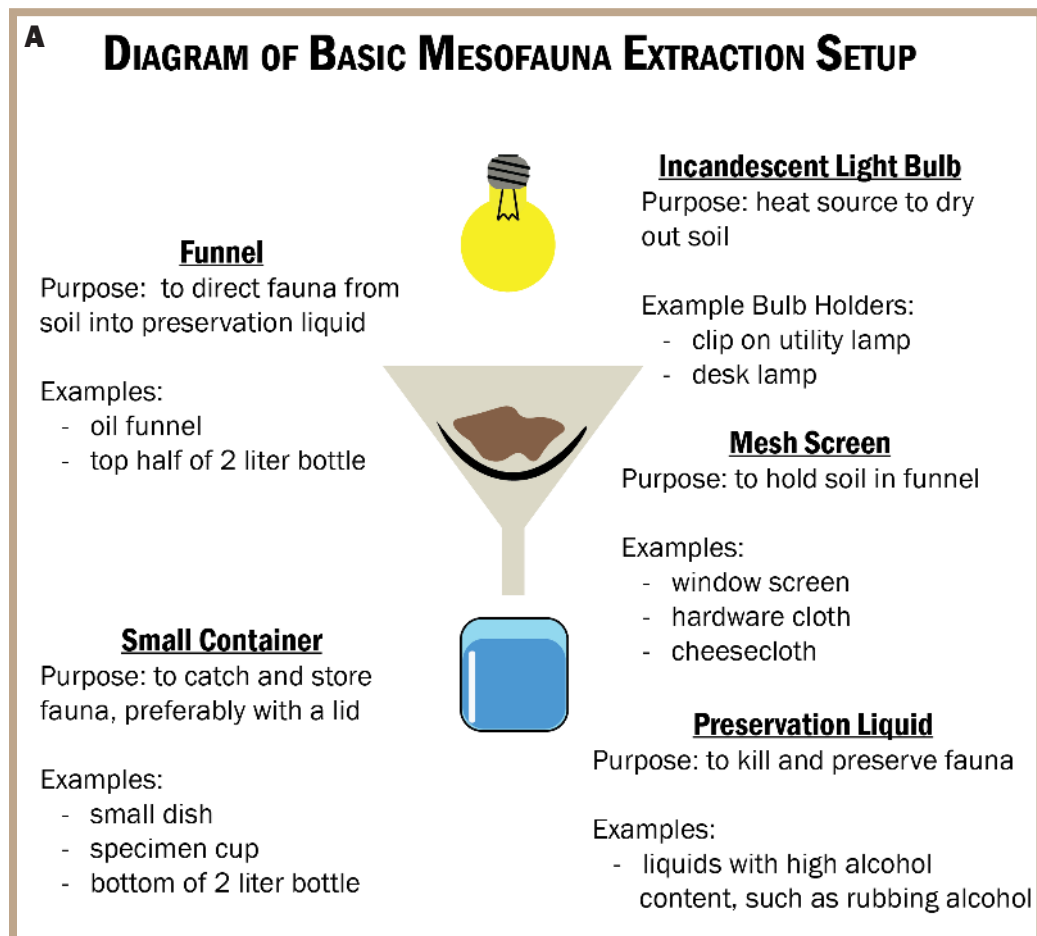 A
DIAGRAM OF BASIC MESOFAUNA EXTRACTION SETUP
Incandescent Light Bulb
Purpose: heat source to dry
out soil
Example Bulb Holders:
- clip on utility lamp
- desk lamp
Funnel
Purpose: to direct fauna from
soil into preservation liquid
Examples:
- oil funnel
- top half of 2 liter bottle
Mesh Screen
Purpose: to hold soil in funnel
Examples:
- window screen
- hardware cloth
- cheesecloth
Small Container
Purpose: to catch and store
fauna, preferably with a lid
Examples:
- small dish
- specimen cup
- bottom of 2 liter bottle
Preservation Liquid
Purpose: to kill and preserve fauna
Examples:
- liquids with high alcohol
content, such as rubbing alcohol